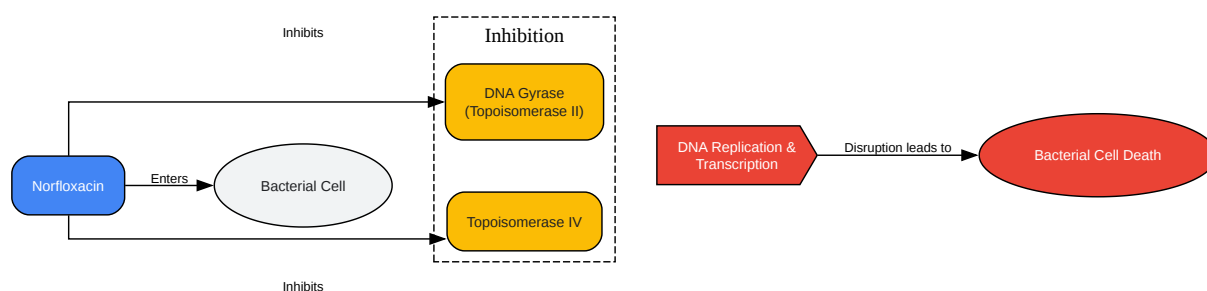 Inhibits
Inhibition
DNA Gyrase
(Topoisomerase II)
Norfloxacin
Enters
Bacterial Cell
Topoisomerase IV
Inhibits
DNA Replication &
Transcription
Disruption leads to
Bacterial Cell Death